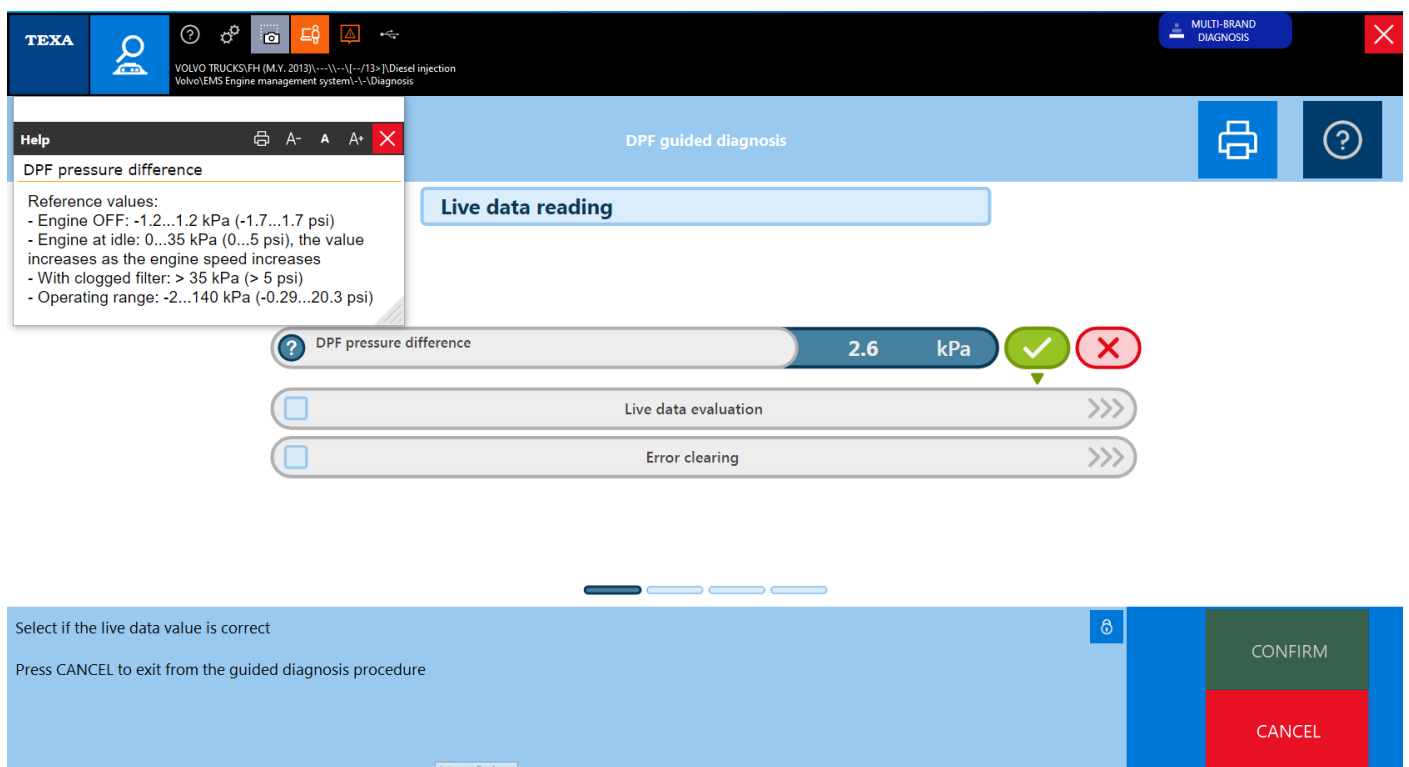 TEXA
MULTI-BRAND
DIAGNOSIS
VOLVO TRUCKS\FH (M.Y. 2013)\---\\--\[--/13>]\Diesel injection
Volvo\EMS Engine management system\-\-\Diagnosis
Help
A- A A+
DPF pressure difference
Reference values:
- Engine OFF: -1.2...1.2 kPa (-1.7...1.7 psi)
- Engine at idle: 0...35 kPa (0...5 psi), the value
increases as the engine speed increases
- With clogged filter: > 35 kPa (> 5 psi)
- Operating range: -2...140 kPa (-0.29...20.3 psi)
DPF guided diagnosis
Live data reading
DPF pressure difference 2.6 kPa
Live data evaluation
Error clearing
Select if the live data value is correct
Press CANCEL to exit from the guided diagnosis procedure
CONFIRM
CANCEL